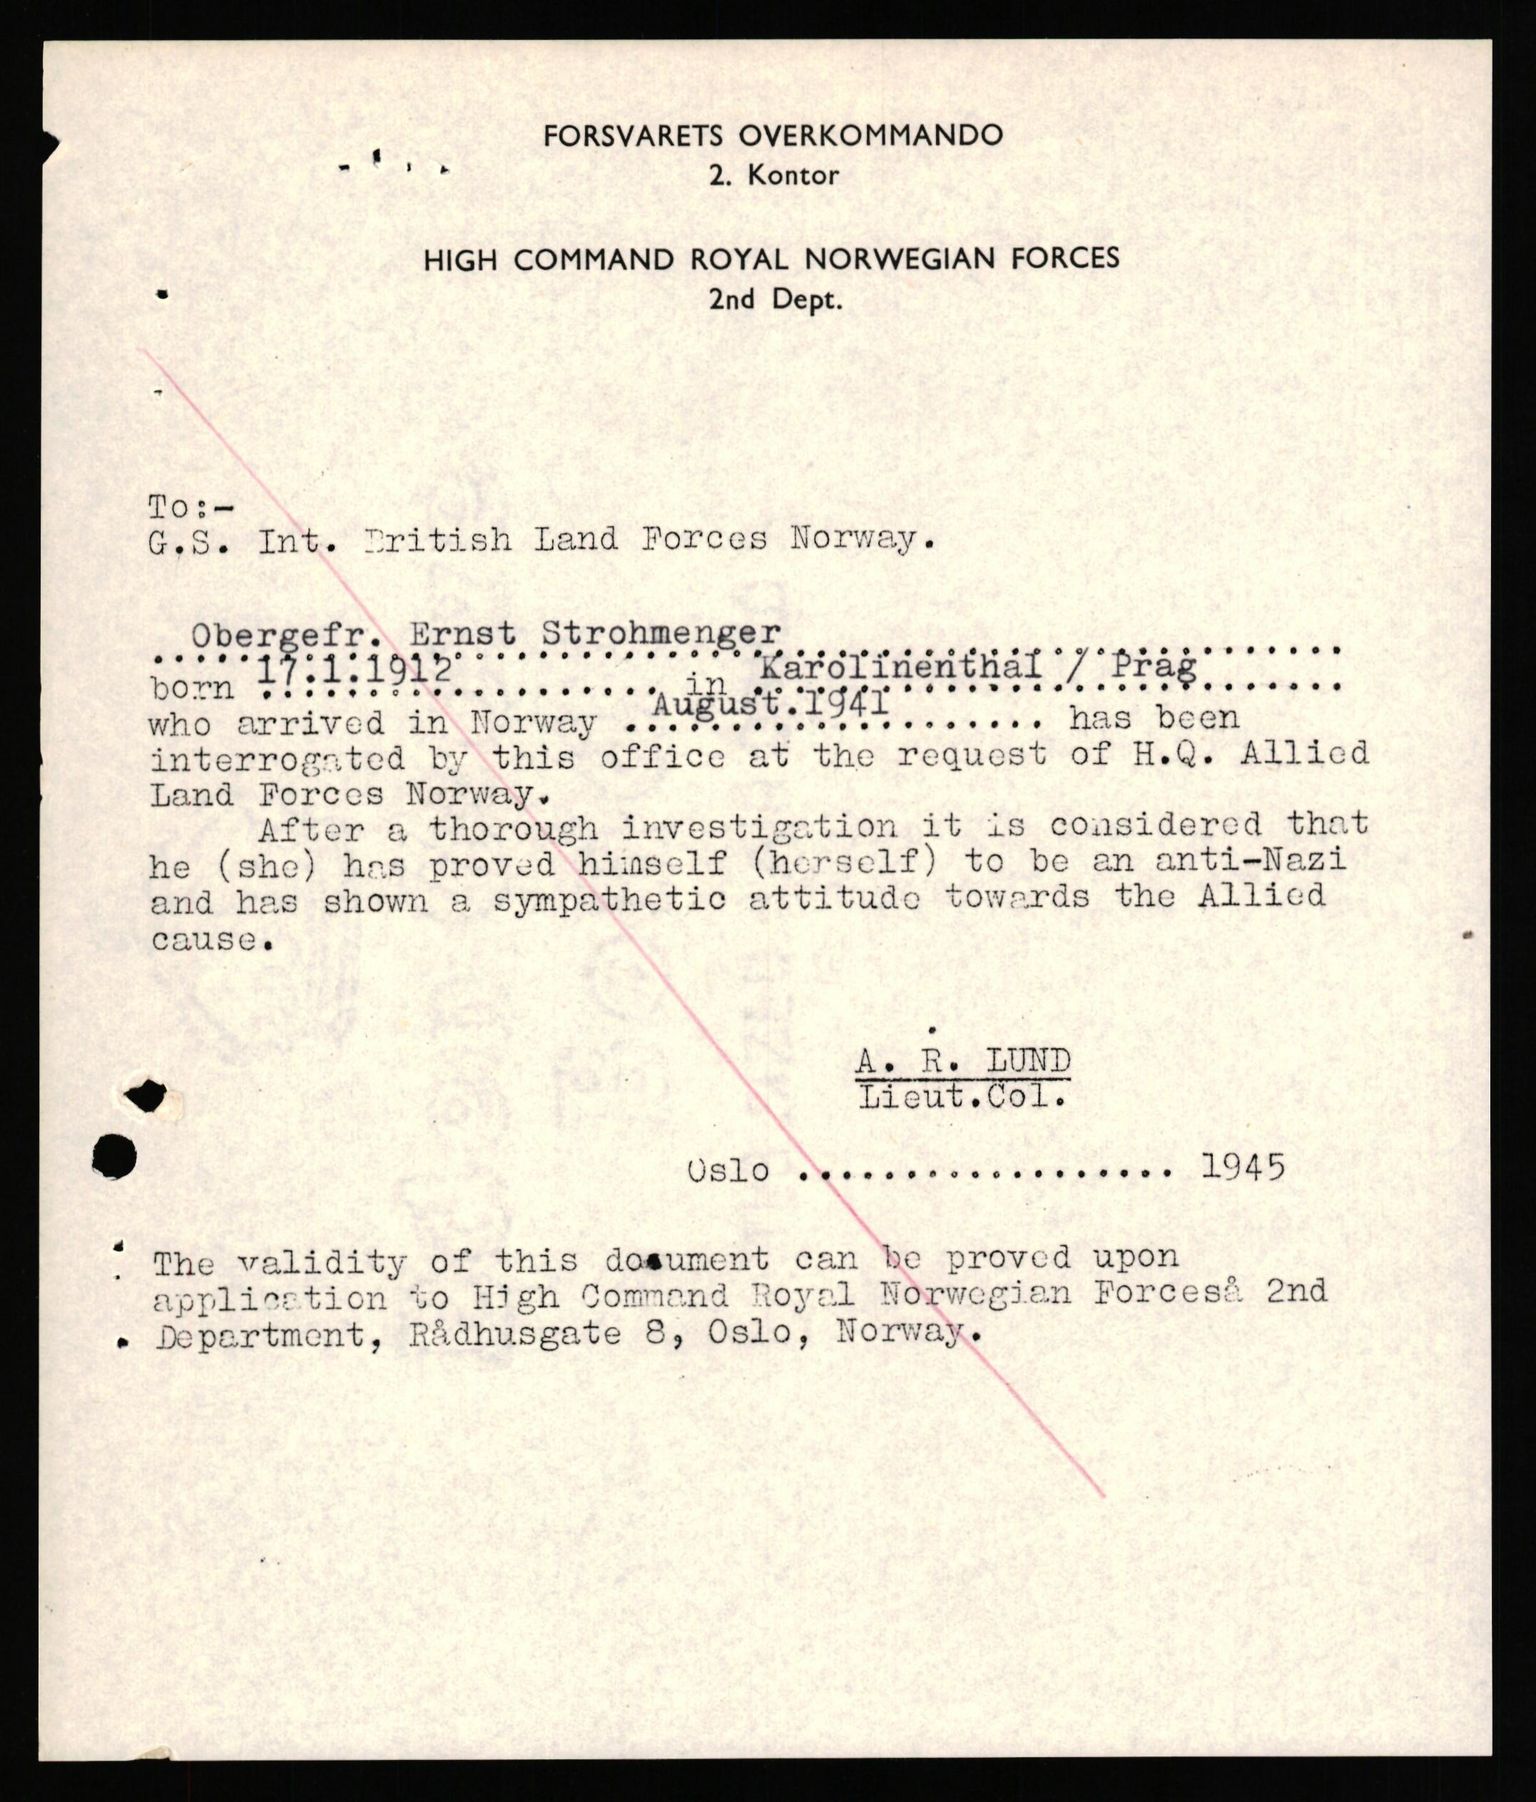 FORSVARETS OVERKOMMANDO
2. Kontor
HIGH COMMAND ROYAL NORWEGIAN FORCES
2nd Dept.
To:-
G.S. Int. British Land Forces Norway.
Obergefr. Ernst Strohmenger
born 17.1.1912 in Karolinenthal / Prag
who arrived in Norway August.1941 has been
interrogated by this office at the request of H.Q. Allied
Land Forces Norway.
After a thorough investigation it is considered that
he (she) has proved himself (herself) to be an anti-Nazi
and has shown a sympathetic attitude towards the Allied
cause.
A. R. LUND
Lieut.Col.
Oslo .................. 1945
The validity of this document can be proved upon
application to High Command Royal Norwegian Forceså 2nd
Department, Rådhusgate 8, Oslo, Norway.